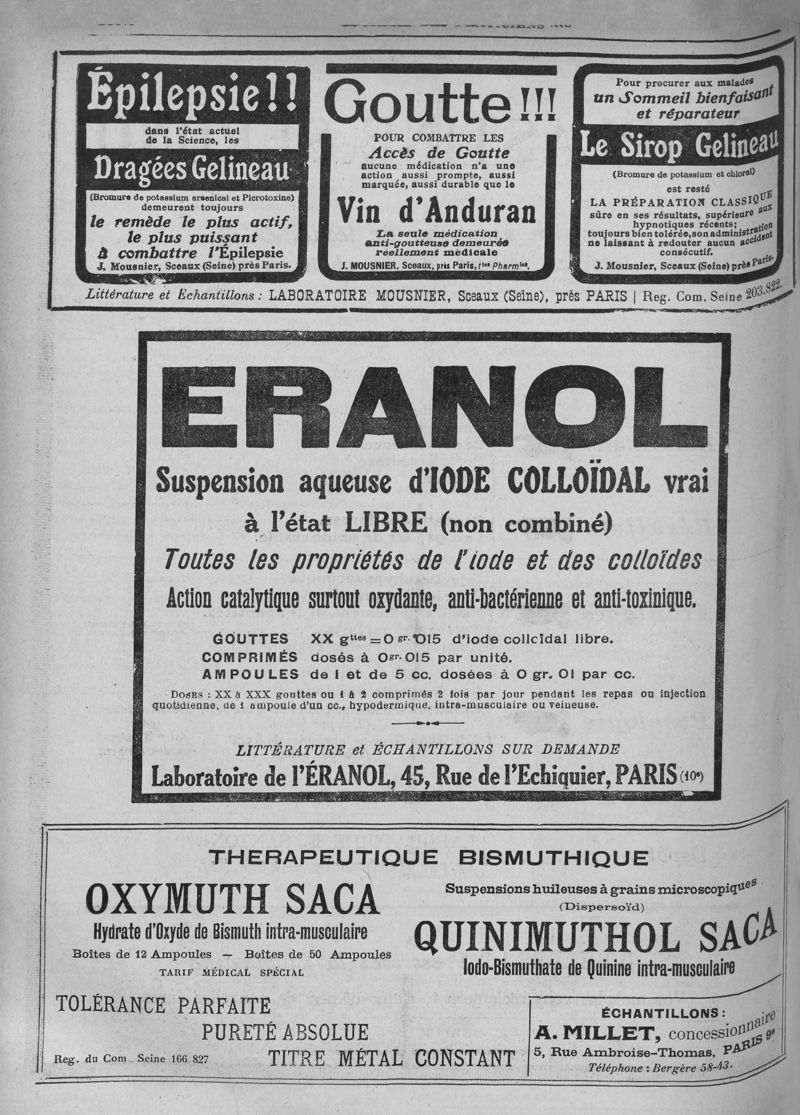 Épilepsie!!
dans l'état actuel
de la Science, les
Dragées Gelineau
(Bromure de potassium arsenical et Picrotoxine)
demeurent toujours
le remède le plus actif,
le plus puissant
à combattre l'Épilepsie
J. Mousnier, Sceaux (Seine) près Paris.
Goutte!!!
POUR COMBATTRE LES
Accès de Goutte
aucune médication n'a une
action aussi prompte, aussi
marquée, aussi durable que le
Vin d'Anduran
La seule médication
anti-goutteuse demeurée
réellement médicale
J. MOUSNIER, Sceaux, près Paris, ttes Pharmies.
Pour procurer aux malades
un Sommeil bienfaisant
et réparateur
Le Sirop Gelineau
(Bromure de potassium et chloral)
est resté
LA PRÉPARATION CLASSIQUE
sûre en ses résultats, supérieure aux
hypnotiques récents;
toujours bien tolérée, son administration
ne laissant à redouter aucun accident
consécutif.
J. Mousnier, Sceaux (Seine) près Paris.
Littérature et Echantillons : LABORATOIRE MOUSNIER, Sceaux (Seine), près PARIS | Reg. Com. Seine 203.822.
ERANOL
Suspension aqueuse d'IODE COLLOÏDAL vrai
à l'état LIBRE (non combiné)
Toutes les propriétés de l'iode et des colloïdes
Action catalytique surtout oxydante, anti-bactérienne et anti-toxinique.
GOUTTES XX gttes = 0 gr. 015 d'iode colloïdal libre.
COMPRIMÉS dosés à 0gr. 015 par unité.
AMPOULES de 1 et de 5 cc. dosées à 0 gr. 01 par cc.
DOSES : XX à XXX gouttes ou 1 à 2 comprimés 2 fois par jour pendant les repas ou injection
quotidienne, de 1 ampoule d'un cc., hypodermique, intra-musculaire ou veineuse.
LITTÉRATURE et ÉCHANTILLONS SUR DEMANDE
Laboratoire de l'ÉRANOL, 45, Rue de l'Echiquier, PARIS (10e)
THERAPEUTIQUE BISMUTHIQUE
OXYMUTH SACA
Hydrate d'Oxyde de Bismuth intra-musculaire
Boîtes de 12 Ampoules — Boîtes de 50 Ampoules
TARIF MÉDICAL SPÉCIAL
Suspensions huileuses à grains microscopiques
(Dispersoïd)
QUINIMUTHOL SACA
Iodo-Bismuthate de Quinine intra-musculaire
TOLÉRANCE PARFAITE
PURETÉ ABSOLUE
TITRE MÉTAL CONSTANT
Reg. du Com Seine 166 827
ÉCHANTILLONS :
A. MILLET, concessionnaire
5, Rue Ambroise-Thomas, PARIS 9e
Téléphone : Bergère 58-43.